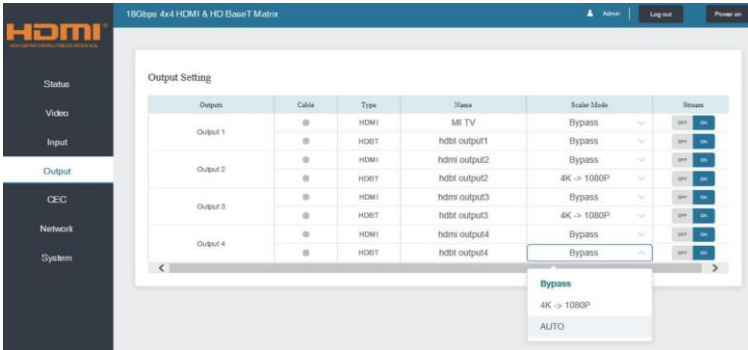 18Gbps 4x4 HDMI & HD BaseT Matrix
Admin
Log out
Power on
HDMI®
HIGH-DEFINITION MULTIMEDIA INTERFACE
Status
Video
Input
Output
CEC
Network
System
Output Setting
Outputs Cable Type Name Scaler Mode Stream
Output 1
HDMI MI TV Bypass OFF ON
HDBT hdbt output1 Bypass OFF ON
Output 2
HDMI hdmi output2 Bypass OFF ON
HDBT hdbt output2 4K -> 1080P OFF ON
Output 3
HDMI hdmi output3 Bypass OFF ON
HDBT hdbt output3 4K -> 1080P OFF ON
Output 4
HDMI hdmi output4 Bypass OFF ON
HDBT hdbt output4 Bypass OFF ON
Bypass
4K -> 1080P
AUTO